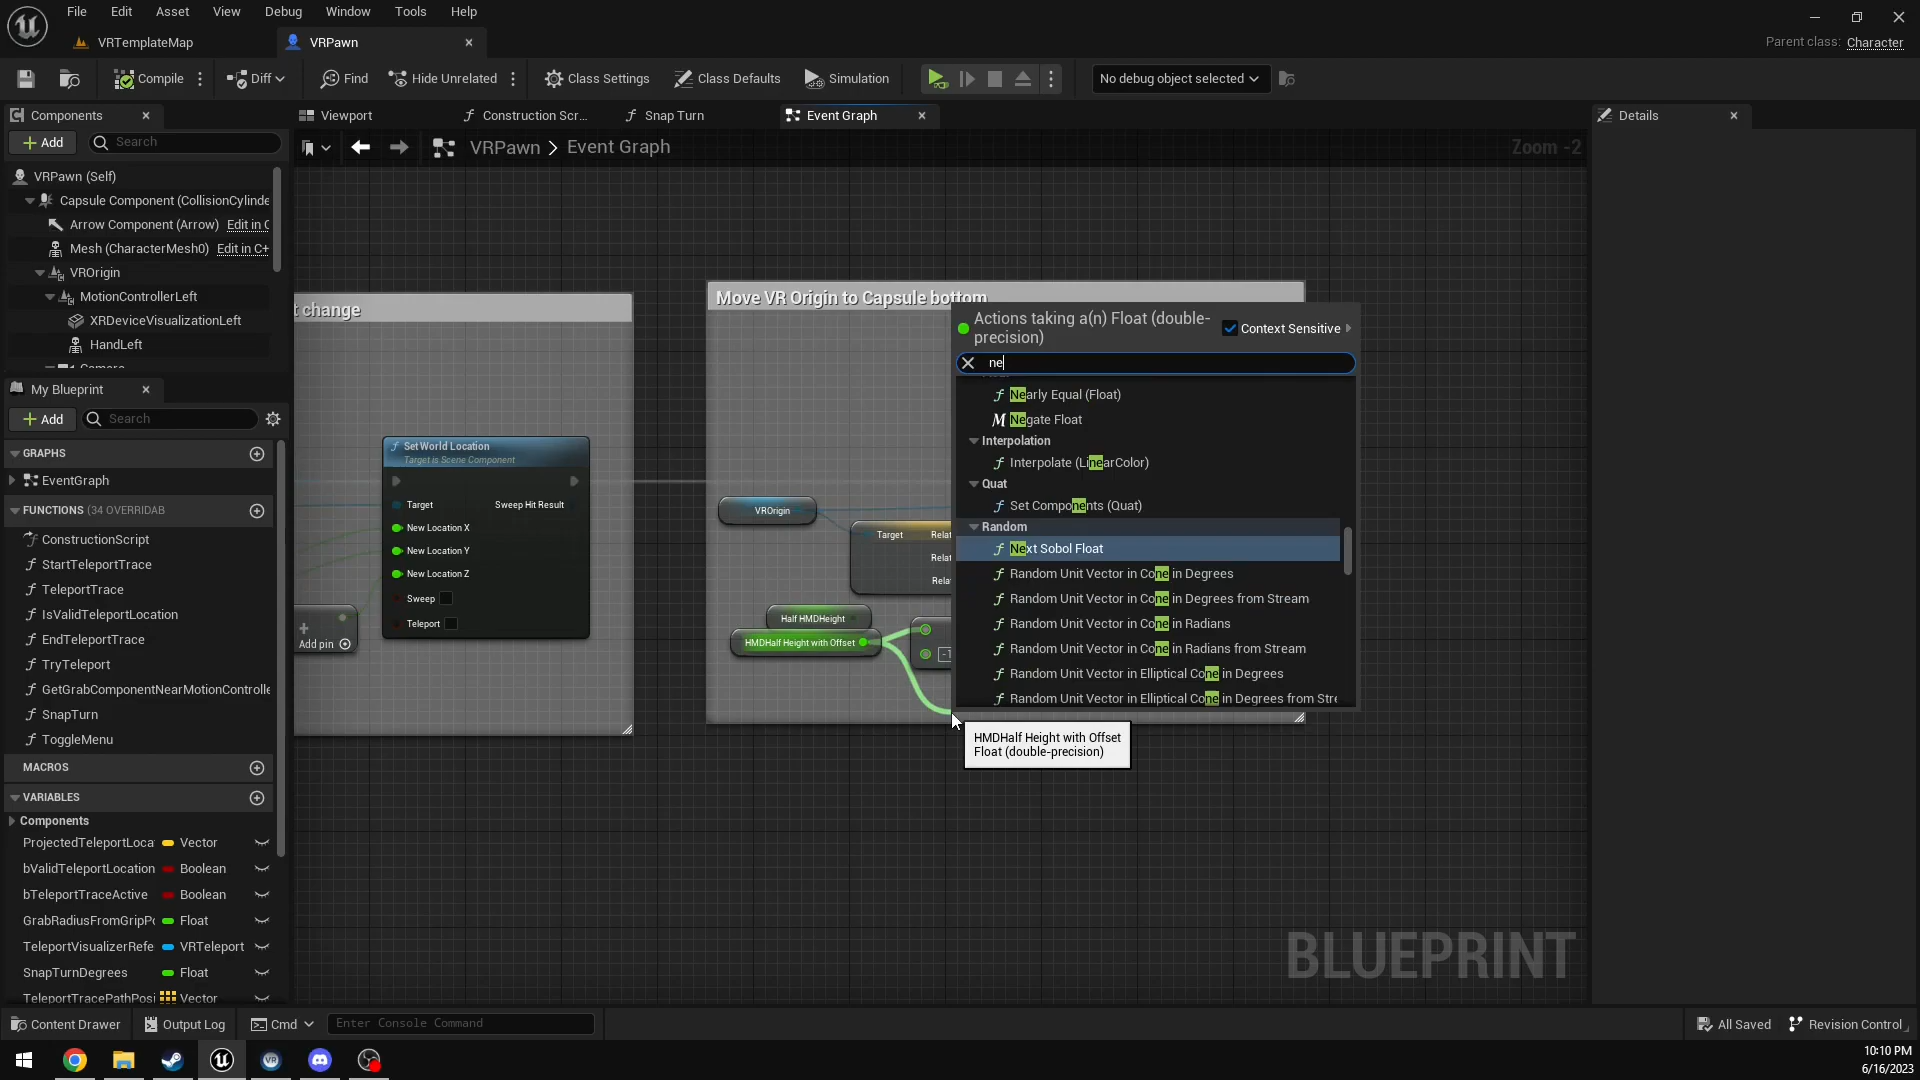 File Edit Asset View Debug Window Tools Help
VRTemplateMap
VRPawn
Parent class: Character
Compile
Diff
Find
Hide Unrelated
Class Settings
Class Defaults
Simulation
No debug object selected
Components
Add
Search
VRPawn (Self)
Capsule Component (CollisionCylinde
Arrow Component (Arrow) Edit in C
Mesh (CharacterMesh0) Edit in C+
VROrigin
MotionControllerLeft
XRDeviceVisualizationLeft
HandLeft
Camera
My Blueprint
Add
Search
GRAPHS
EventGraph
FUNCTIONS (34 OVERRIDAB
ConstructionScript
StartTeleportTrace
TeleportTrace
IsValidTeleportLocation
EndTeleportTrace
TryTeleport
GetGrabComponentNearMotionControlle
SnapTurn
ToggleMenu
MACROS
VARIABLES
Components
ProjectedTeleportLoca Vector
bValidTeleportLocation Boolean
bTeleportTraceActive Boolean
GrabRadiusFromGripPo Float
TeleportVisualizerRefe VRTeleport
SnapTurnDegrees Float
TeleportTracePathPosi Vector
Viewport
Construction Scr...
Snap Turn
Event Graph
VRPawn > Event Graph
Zoom -2
t change
Set World Location
Target is Scene Component
Target
Sweep Hit Result
New Location X
New Location Y
New Location Z
Sweep
Teleport
Add pin
Move VR Origin to Capsule bottom
VROrigin
Target Relat
Relat
Relat
Half HMDHeight
HMDHalf Height with Offset
-1
Actions taking a(n) Float (double-
precision)
Context Sensitive
ne
Nearly Equal (Float)
Negate Float
Interpolation
Interpolate (LinearColor)
Quat
Set Components (Quat)
Random
Next Sobol Float
Random Unit Vector in Cone in Degrees
Random Unit Vector in Cone in Degrees from Stream
Random Unit Vector in Cone in Radians
Random Unit Vector in Cone in Radians from Stream
Random Unit Vector in Elliptical Cone in Degrees
Random Unit Vector in Elliptical Cone in Degrees from Stre
HMDHalf Height with Offset
Float (double-precision)
BLUEPRINT
Details
Content Drawer
Output Log
Cmd
Enter Console Command
All Saved
Revision Control
VR
10:10 PM
6/16/2023